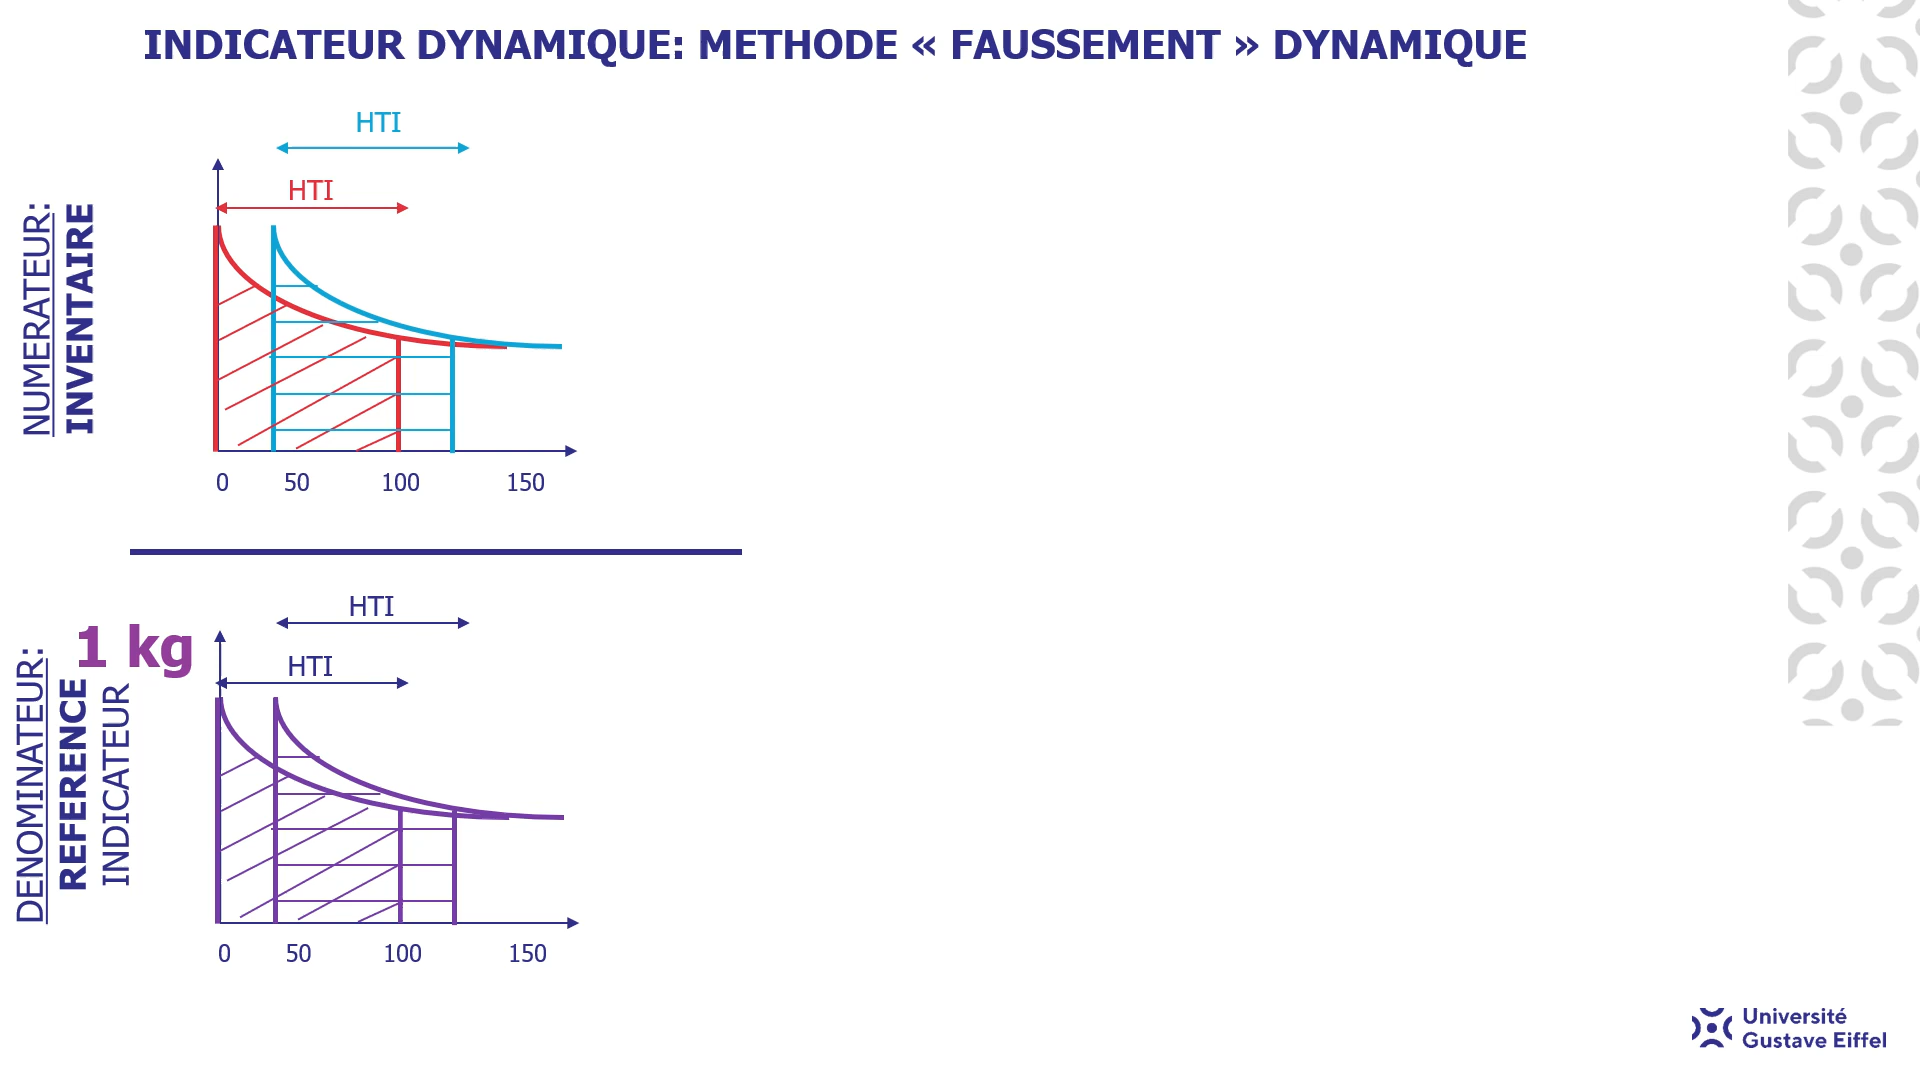 INDICATEUR DYNAMIQUE: METHODE « FAUSSEMENT » DYNAMIQUE
NUMERATEUR:
INVENTAIRE
HTI
HTI
0 50 100 150
DENOMINATEUR:
REFERENCE
INDICATEUR
1 kg
HTI
HTI
0 50 100 150
Université
Gustave Eiffel